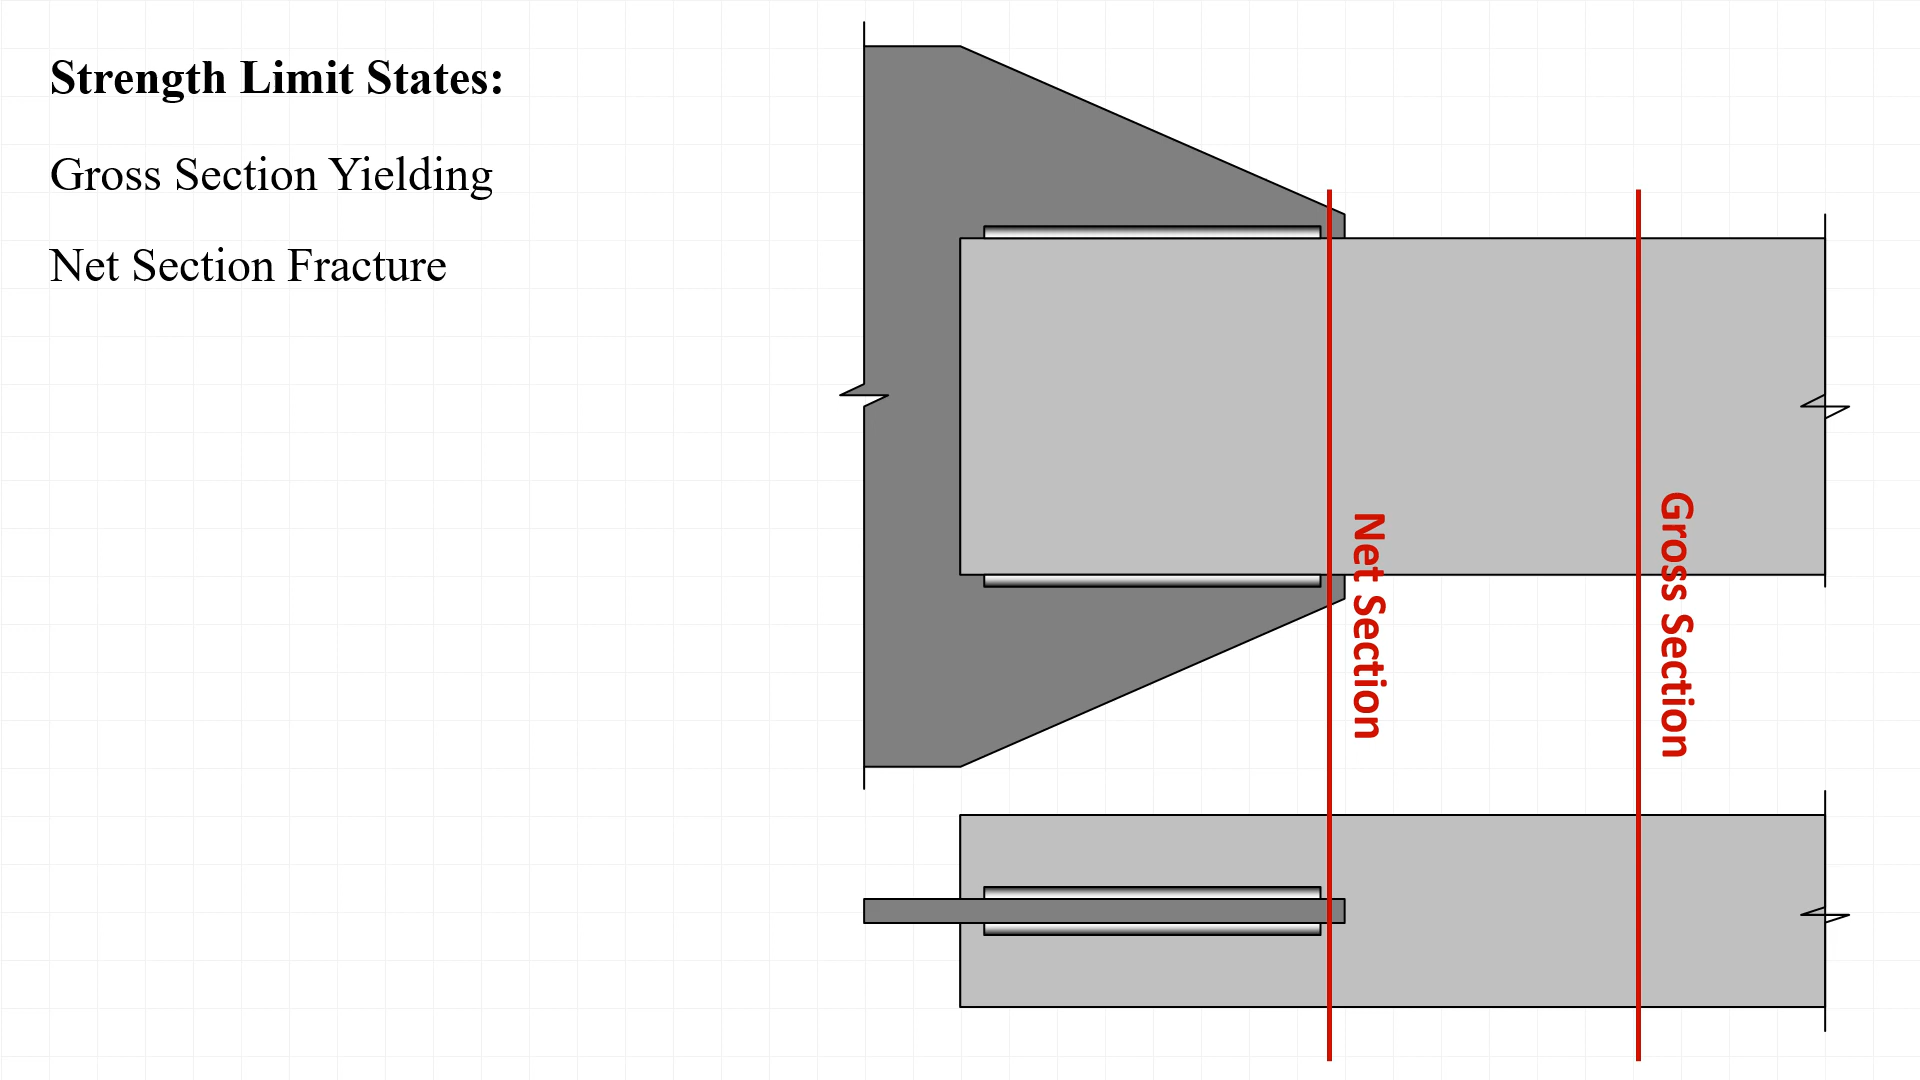 Strength Limit States:
Gross Section Yielding
Net Section Fracture
Net Section
Gross Section